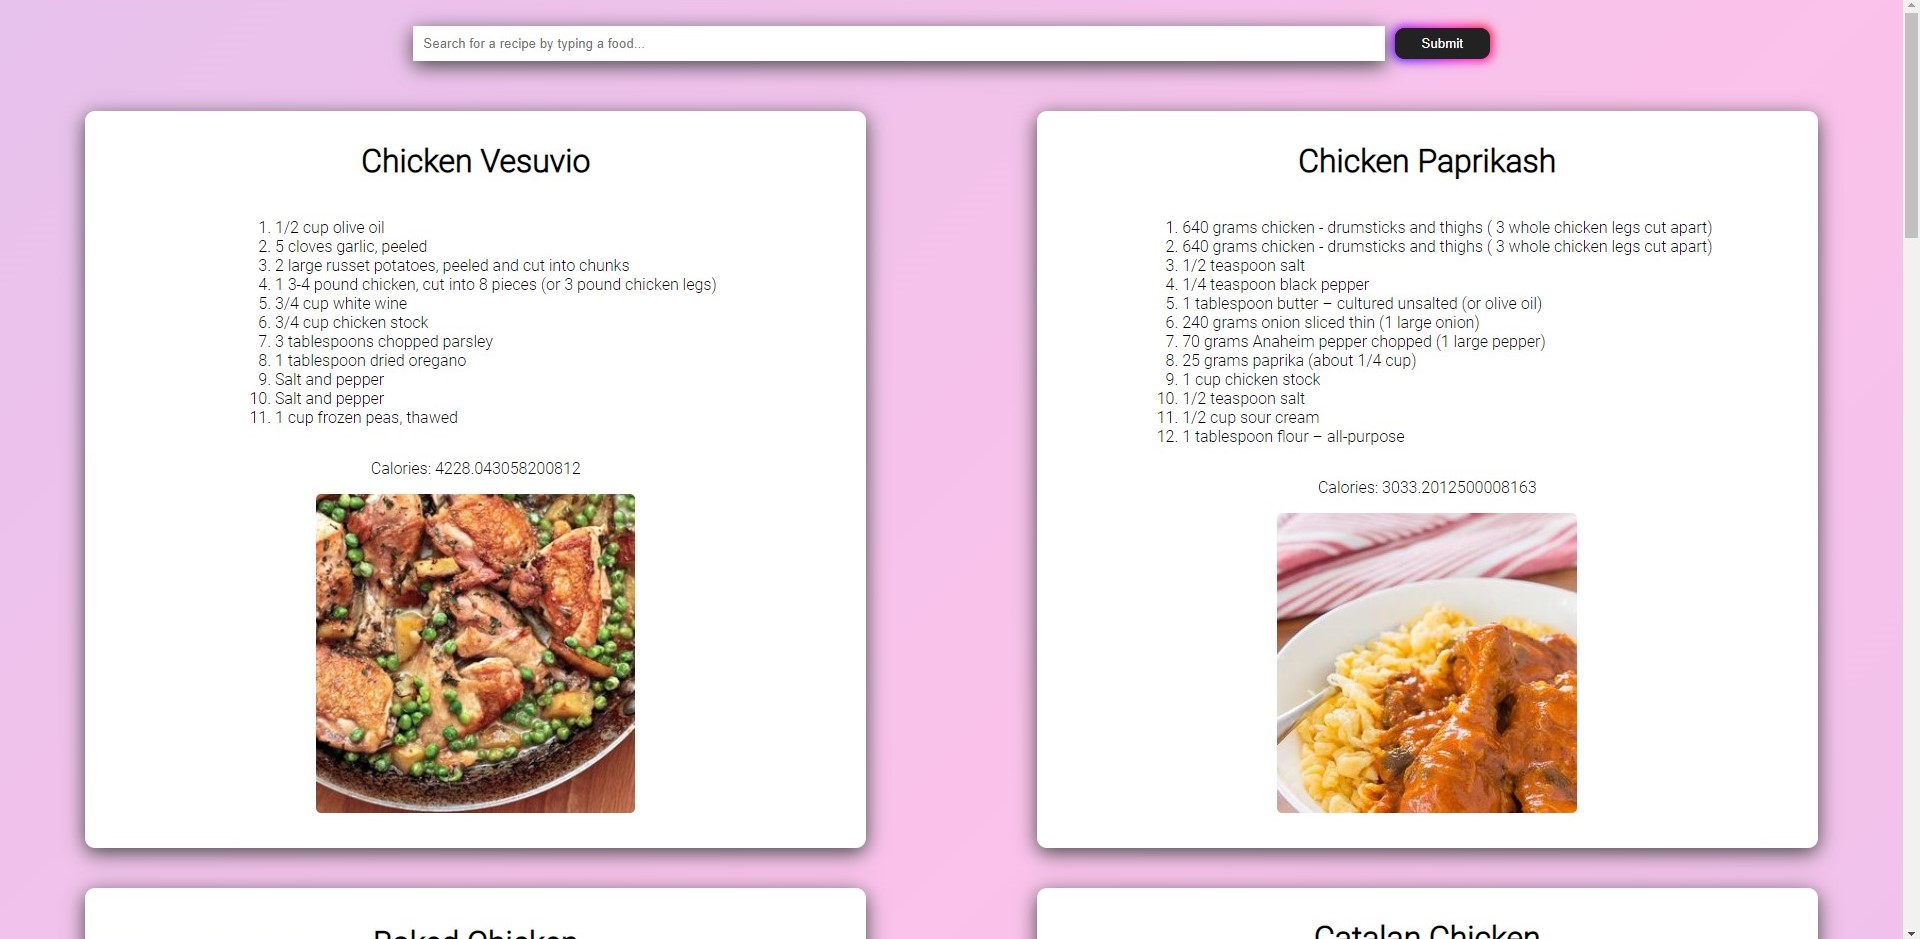 Search for a recipe by typing a food...
Submit
Chicken Vesuvio
1. 1/2 cup olive oil
2. 5 cloves garlic, peeled
3. 2 large russet potatoes, peeled and cut into chunks
4. 1 3-4 pound chicken, cut into 8 pieces (or 3 pound chicken legs)
5. 3/4 cup white wine
6. 3/4 cup chicken stock
7. 3 tablespoons chopped parsley
8. 1 tablespoon dried oregano
9. Salt and pepper
10. Salt and pepper
11. 1 cup frozen peas, thawed
Calories: 4228.043058200812
Chicken Paprikash
1. 640 grams chicken - drumsticks and thighs ( 3 whole chicken legs cut apart)
2. 640 grams chicken - drumsticks and thighs ( 3 whole chicken legs cut apart)
3. 1/2 teaspoon salt
4. 1/4 teaspoon black pepper
5. 1 tablespoon butter – cultured unsalted (or olive oil)
6. 240 grams onion sliced thin (1 large onion)
7. 70 grams Anaheim pepper chopped (1 large pepper)
8. 25 grams paprika (about 1/4 cup)
9. 1 cup chicken stock
10. 1/2 teaspoon salt
11. 1/2 cup sour cream
12. 1 tablespoon flour – all-purpose
Calories: 3033.2012500008163
Baked Chicken
Catalan Chicken